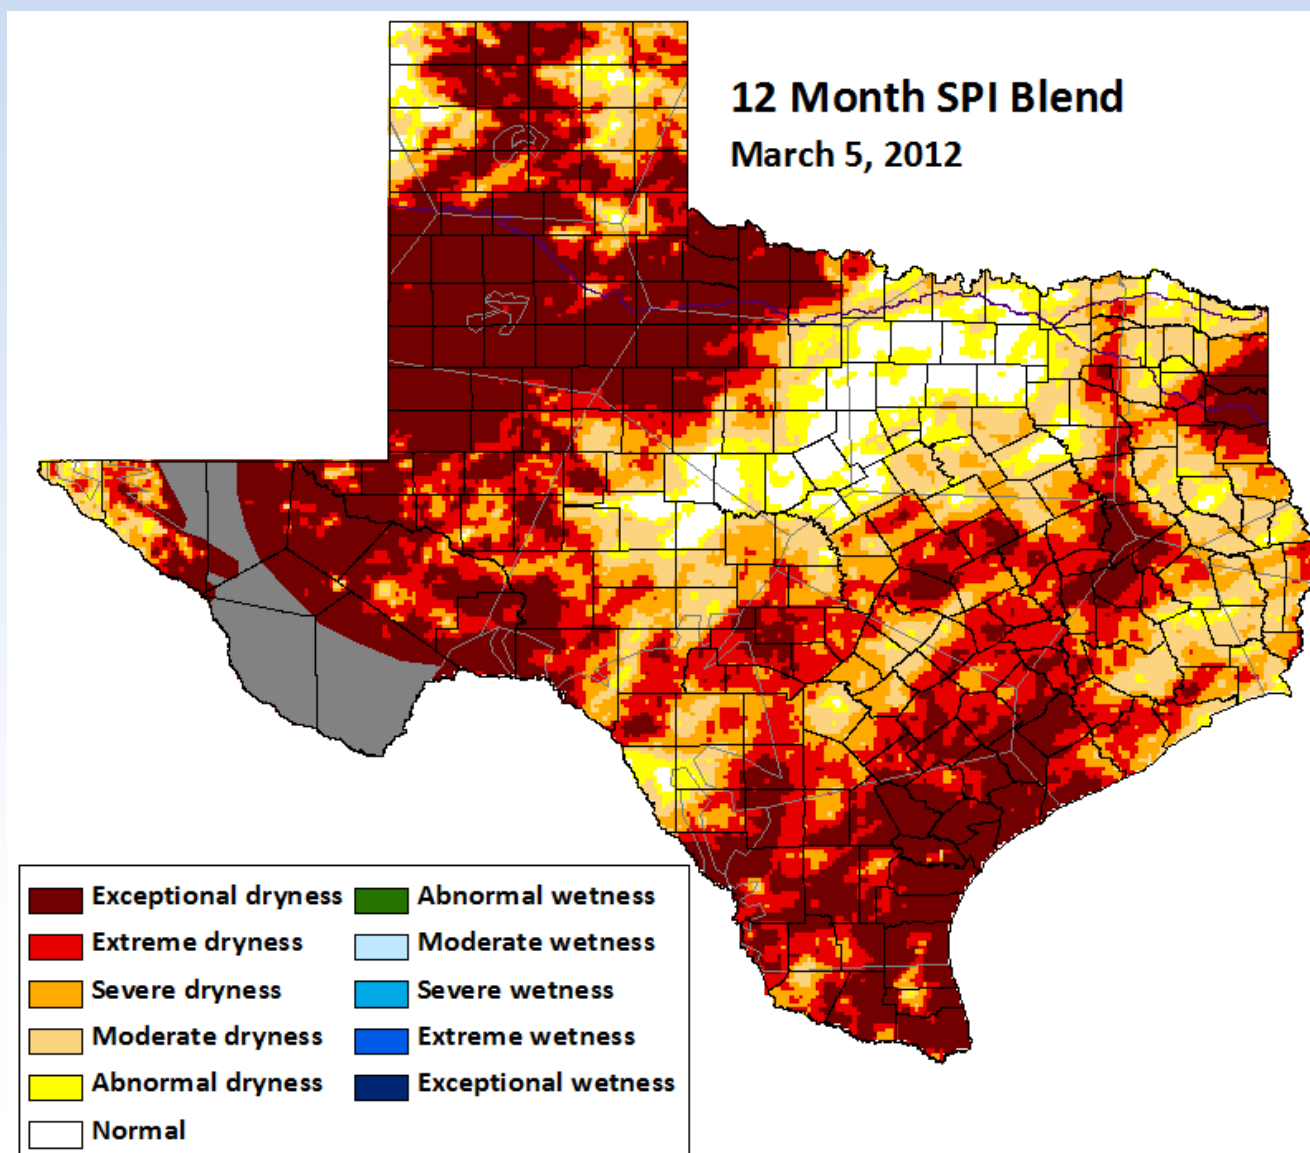 12 Month SPI Blend
March 5, 2012
Exceptional dryness
Extreme dryness
Severe dryness
Moderate dryness
Abnormal dryness
Normal
Abnormal wetness
Moderate wetness
Severe wetness
Extreme wetness
Exceptional wetness